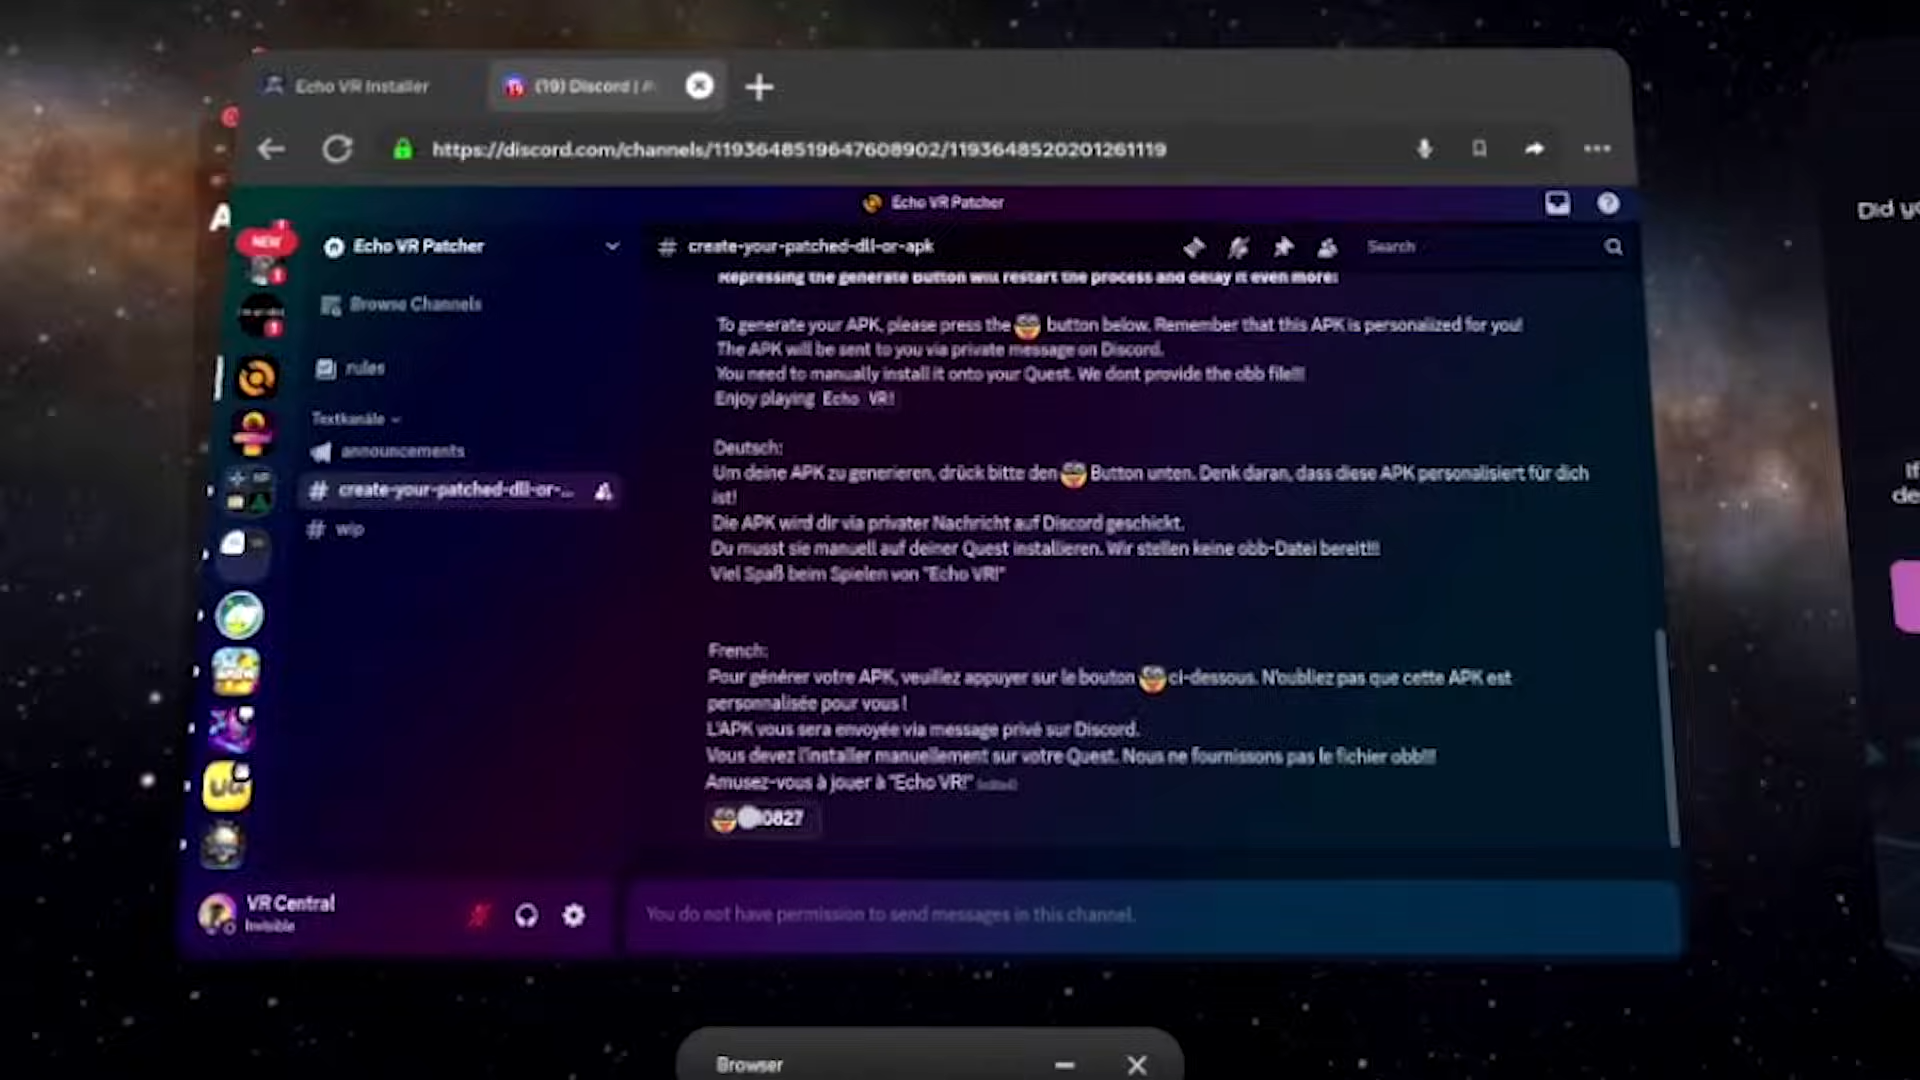 Echo VR Installer
(19) Discord |
https://discord.com/channels/1193648519647608902/1193648520201261119
Echo VR Patcher
Did yo
NEW
Echo VR Patcher
create-your-patched-dll-or-apk
Search
Repressing the generate Button will restart the process and delay it even more!
Browse Channels
To generate your APK, please press the button below. Remember that this APK is personalized for you!
The APK will be sent to you via private message on Discord.
rules
You need to manually install it onto your Quest. We dont provide the obb file!!!
Enjoy playing Echo VR!
Textkanäle
announcements
Deutsch:
Um deine APK zu generieren, drück bitte den Button unten. Denk daran, dass diese APK personalisiert für dich
ist!
create-your-patched-dll-or-...
Die APK wird dir via privater Nachricht auf Discord geschickt.
wip
Du musst sie manuell auf deiner Quest installieren. Wir stellen keine obb-Datei bereit!!!
Viel Spaß beim Spielen von "Echo VR!"
If
de
French:
Pour générer votre APK, veuillez appuyer sur le bouton ci-dessous. N'oubliez pas que cette APK est
personnalisée pour vous !
L'APK vous sera envoyée via message privé sur Discord.
Vous devez l'installer manuellement sur votre Quest. Nous ne fournissons pas le fichier obb!!!
Amusez-vous à jouer à "Echo VR!" (edited)
0827
UG
VR Central
Invisible
You do not have permission to send messages in this channel.
Browser